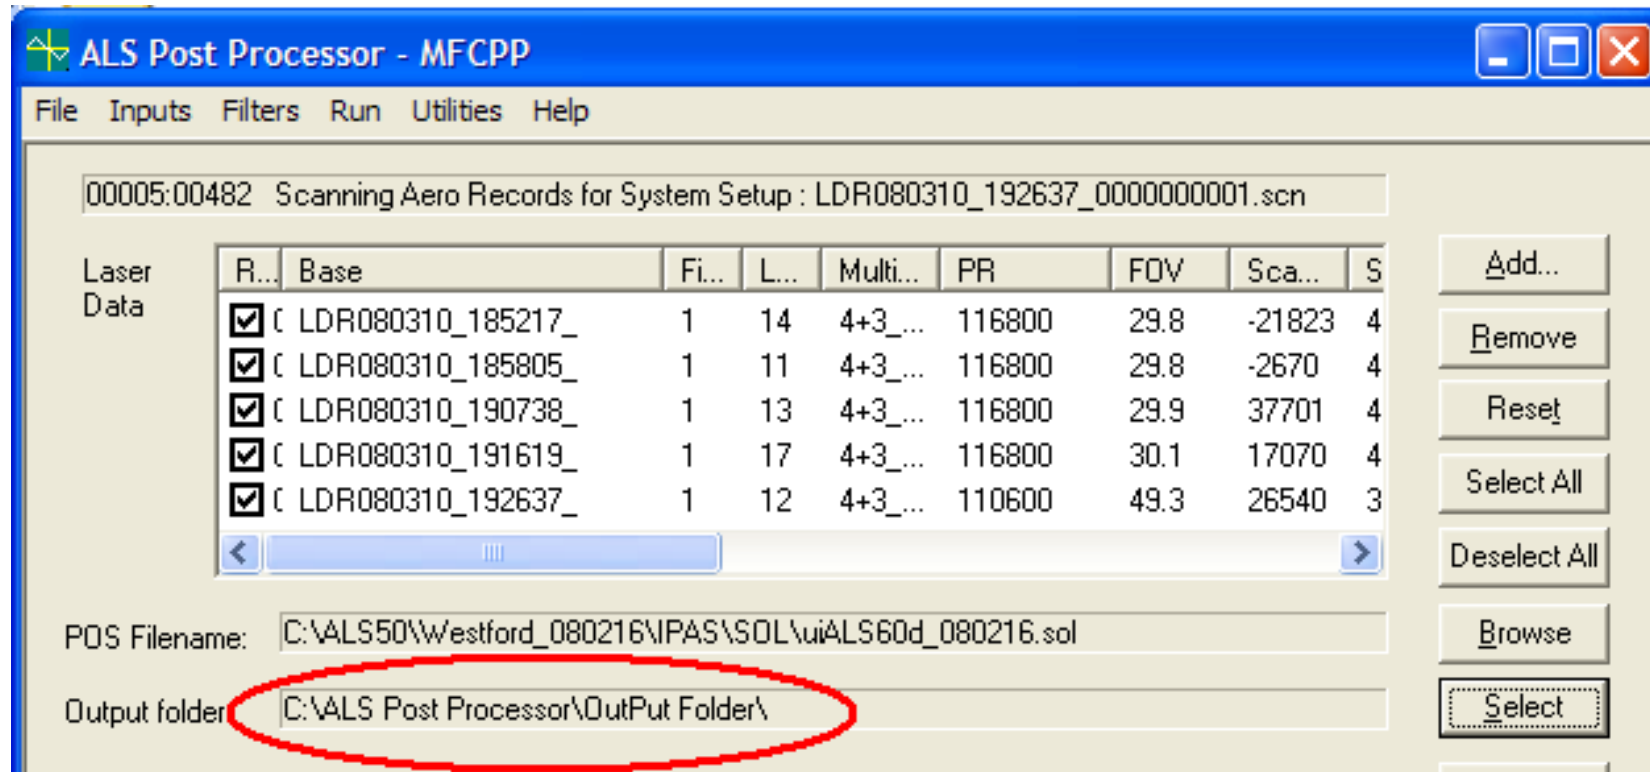 ALS Post Processor - MFCPP
File Inputs Filters Run Utilities Help
00005:00482 Scanning Aero Records for System Setup : LDR080310_192637_0000000001.scn
Laser Data
R... Base Fi... L... Multi... PR FOV Sca... S
LDR080310_185217_ 1 14 4+3_... 116800 29.8 -21823 4
LDR080310_185805_ 1 11 4+3_... 116800 29.8 -2670 4
LDR080310_190738_ 1 13 4+3_... 116800 29.9 37701 4
LDR080310_191619_ 1 17 4+3_... 116800 30.1 17070 4
LDR080310_192637_ 1 12 4+3_... 110600 49.3 26540 3
Add...
Remove
Reset
Select All
Deselect All
POS Filename: C:\ALS50\Westford_080216\IPAS\SOL\uiALS60d_080216.sol
Browse
Output folder C:\ALS Post Processor\OutPut Folder\
Select